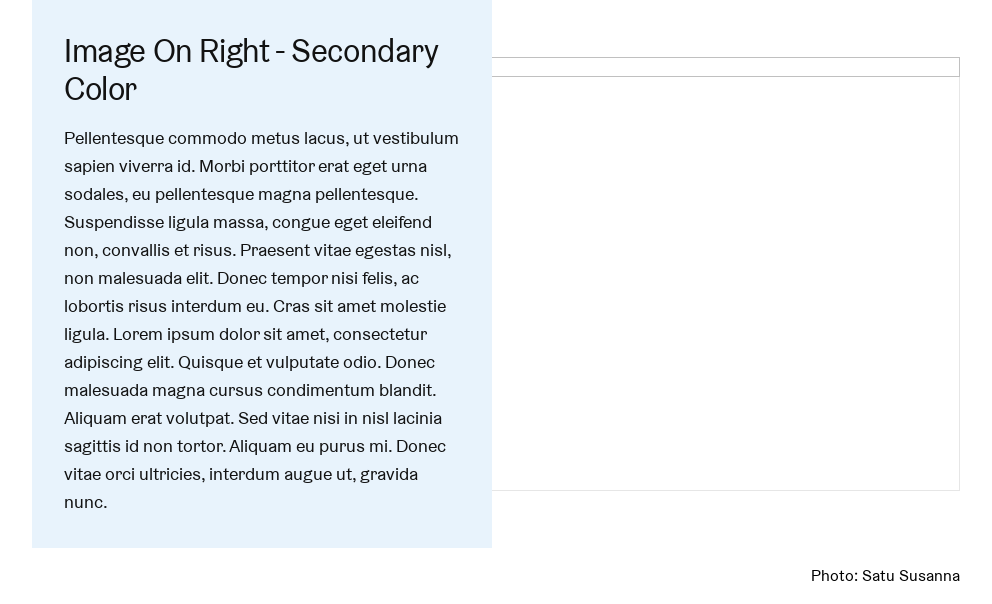 Image On Right - Secondary
Color
Pellentesque commodo metus lacus, ut vestibulum
sapien viverra id. Morbi porttitor erat eget urna
sodales, eu pellentesque magna pellentesque.
Suspendisse ligula massa, congue eget eleifend
non, convallis et risus. Praesent vitae egestas nisl,
non malesuada elit. Donec tempor nisi felis, ac
lobortis risus interdum eu. Cras sit amet molestie
ligula. Lorem ipsum dolor sit amet, consectetur
adipiscing elit. Quisque et vulputate odio. Donec
malesuada magna cursus condimentum blandit.
Aliquam erat volutpat. Sed vitae nisi in nisl lacinia
sagittis id non tortor. Aliquam eu purus mi. Donec
vitae orci ultricies, interdum augue ut, gravida
nunc.
Photo: Satu Susanna